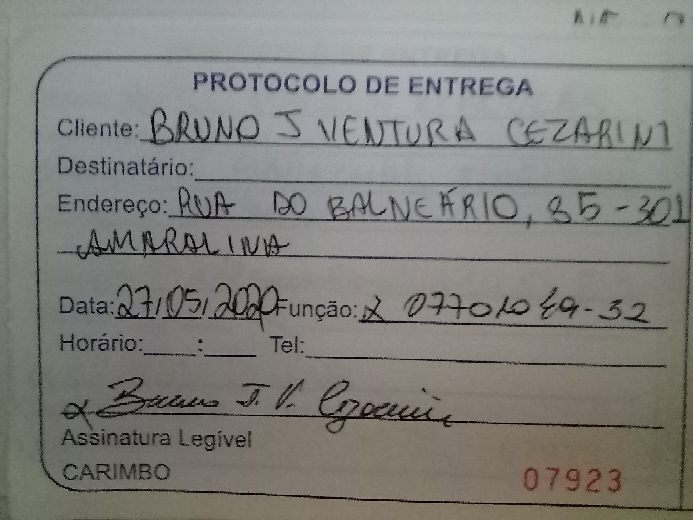 PROTOCOLO DE ENTREGA
Cliente: BRUNO J VENTURA CEZARINI
Destinatário:
Endereço: RUA DO BALNEÁRIO, 85-301
AMARALINA
Data: 27/05/2020 Função: x
Horário: : Tel:
x Bruno J. V. Cezarini
Assinatura Legível
CARIMBO
07923